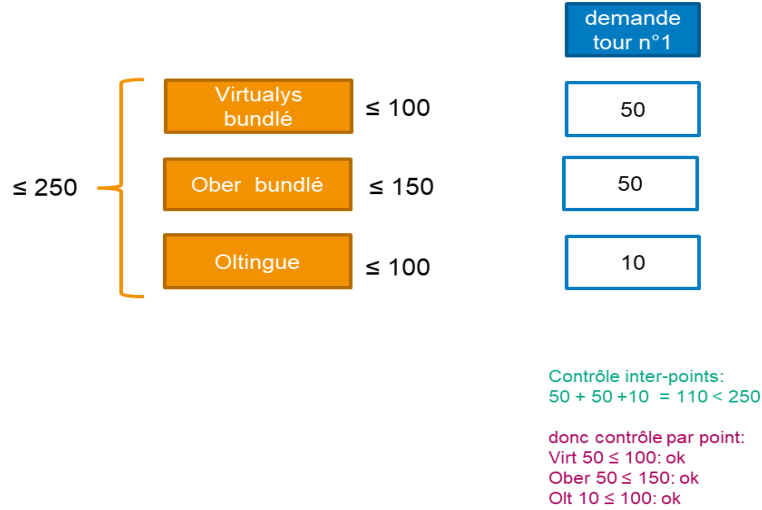 demande
tour n°1
Virtualys
bundlé
≤ 100
50
≤ 250
Ober bundlé
≤ 150
50
Oltingue
≤ 100
10
Contrôle inter-points:
50 + 50 +10 = 110 < 250
donc contrôle par point:
Virt 50 ≤ 100: ok
Ober 50 ≤ 150: ok
Olt 10 ≤ 100: ok